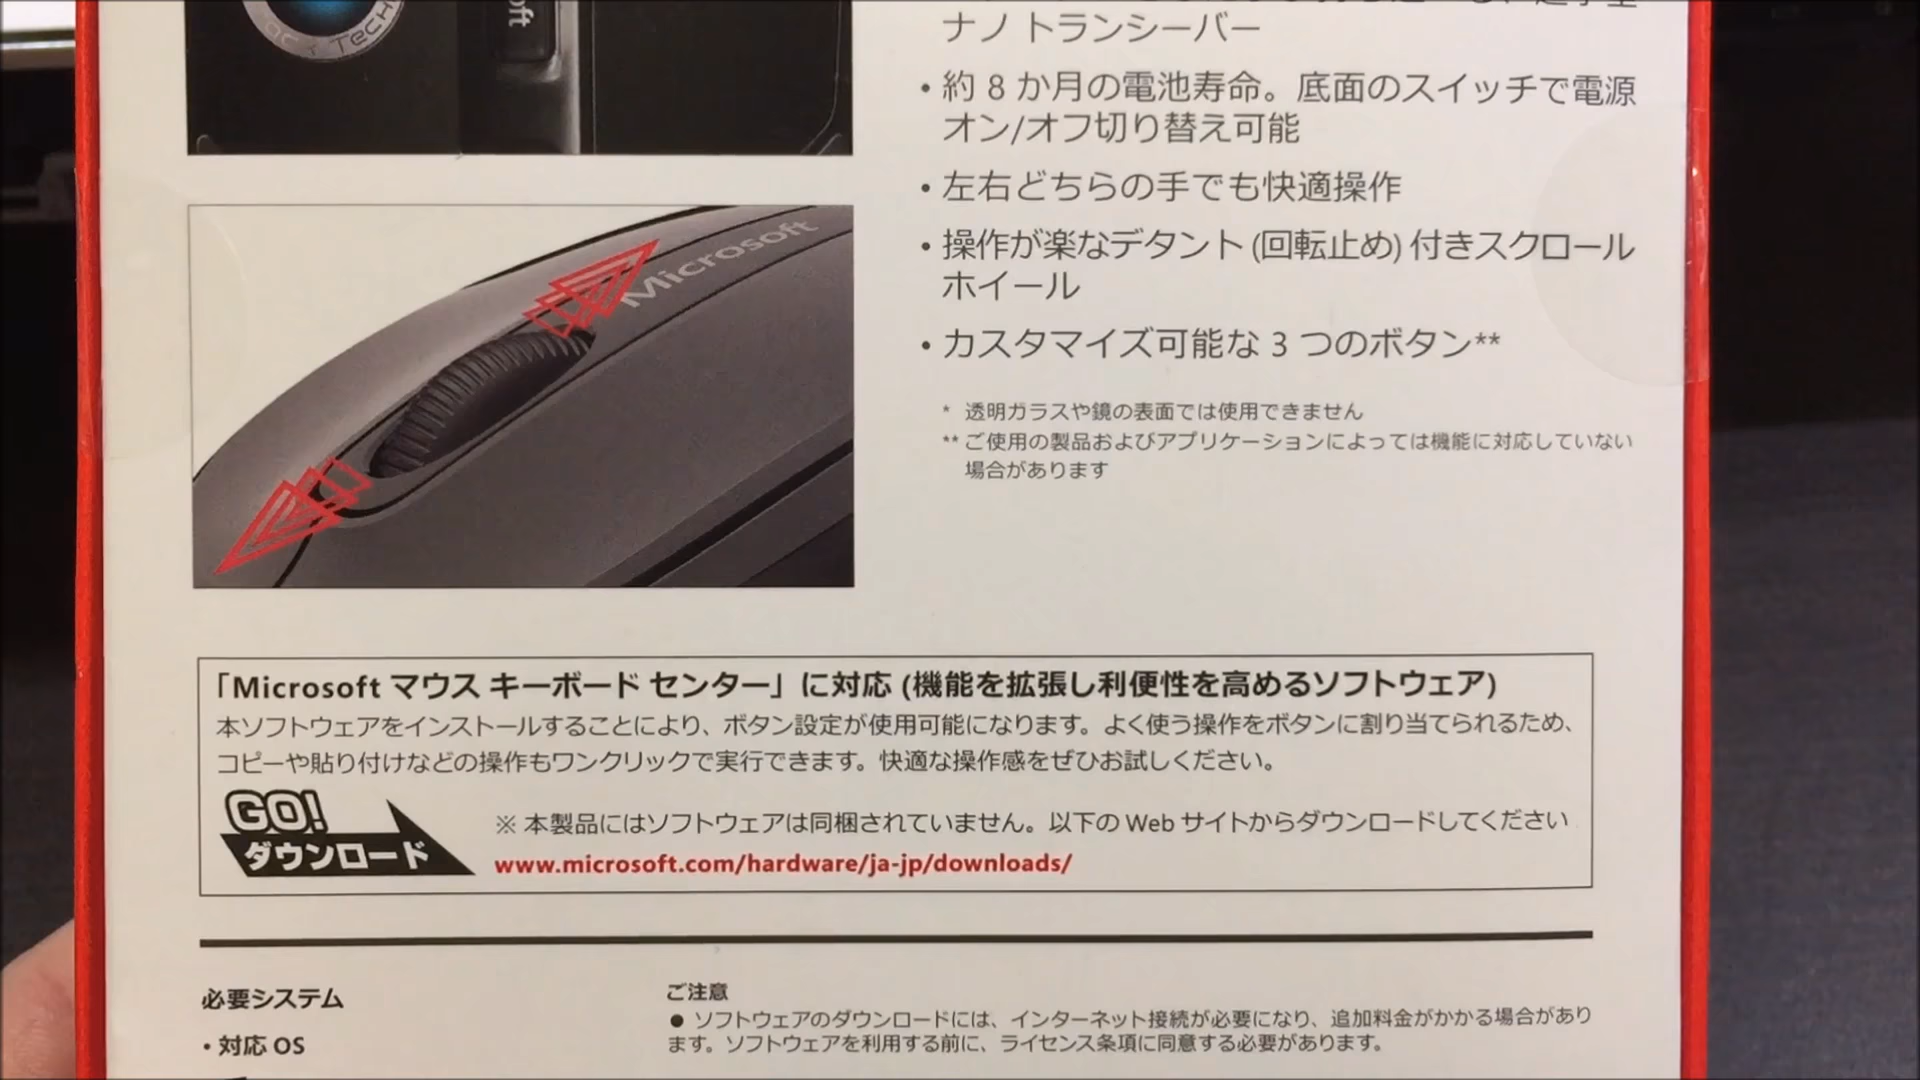 Tech
oft
ナノ トランシーバー
• 約 8 か月の電池寿命。底面のスイッチで電源
オン/オフ切り替え可能
• 左右どちらの手でも快適操作
• 操作が楽なデタント (回転止め) 付きスクロール
ホイール
• カスタマイズ可能な 3 つのボタン**
* 透明ガラスや鏡の表面では使用できません
** ご使用の製品およびアプリケーションによっては機能に対応していない
場合があります
Microsoft
「Microsoft マウス キーボード センター」に対応 (機能を拡張し利便性を高めるソフトウェア)
本ソフトウェアをインストールすることにより、ボタン設定が使用可能になります。よく使う操作をボタンに割り当てられるため、
コピーや貼り付けなどの操作もワンクリックで実行できます。快適な操作感をぜひお試しください。
GO!
ダウンロード
※ 本製品にはソフトウェアは同梱されていません。以下の Web サイトからダウンロードしてください
www.microsoft.com/hardware/ja-jp/downloads/
必要システム
• 対応 OS
ご注意
● ソフトウェアのダウンロードには、インターネット接続が必要になり、追加料金がかかる場合があり
ます。ソフトウェアを利用する前に、ライセンス条項に同意する必要があります。